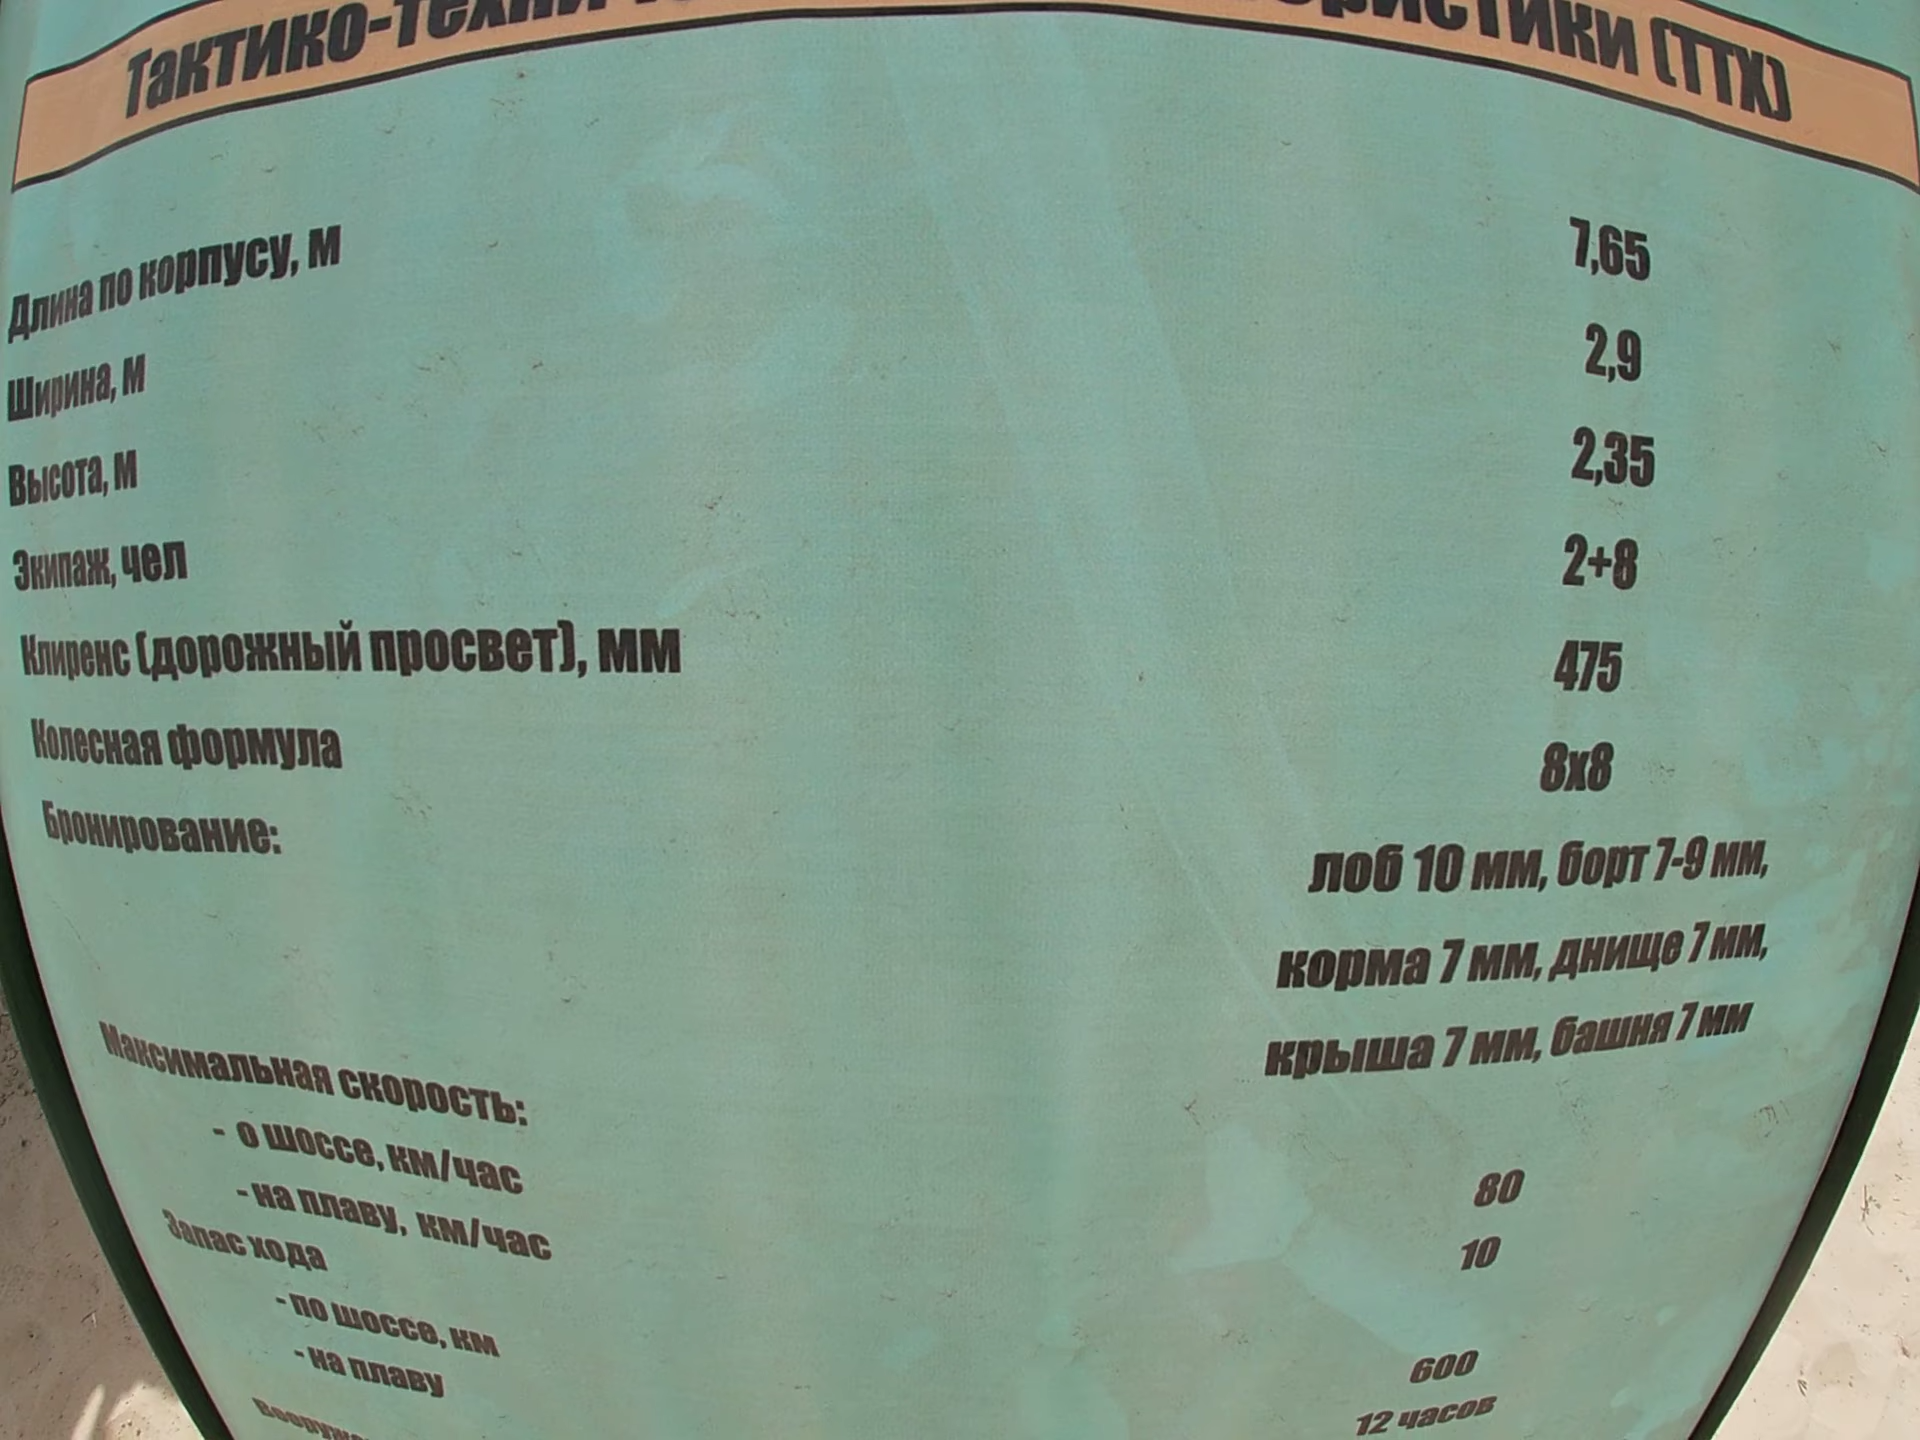 Тактико-техни ристики (ТТХ)
Длина по корпусу, м 7,65
Ширина, м 2,9
Высота, м 2,35
Экипаж, чел 2+8
Клиренс (дорожный просвет), мм 475
Колесная формула 8х8
Бронирование: лоб 10 мм, борт 7-9 мм,
корма 7 мм, днище 7 мм,
крыша 7 мм, башня 7 мм
Максимальная скорость:
- о шоссе, км/час 80
- на плаву, км/час 10
Запас хода
- по шоссе, км 600
- на плаву 12 часов